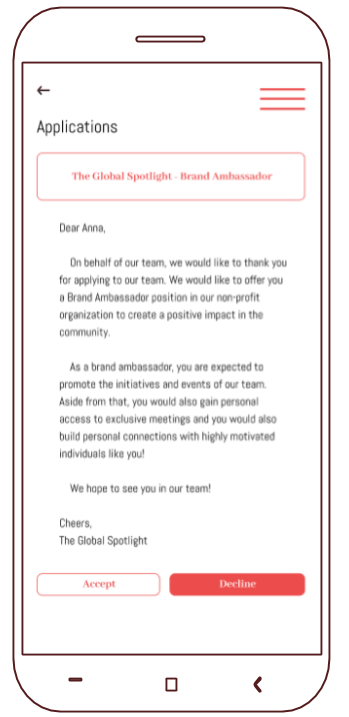 Applications
The Global Spotlight - Brand Ambassador
Dear Anna,
On behalf of our team, we would like to thank you
for applying to our team. We would like to offer you
a Brand Ambassador position in our non-profit
organization to create a positive impact in the
community.
As a brand ambassador, you are expected to
promote the initiatives and events of our team.
Aside from that, you would also gain personal
access to exclusive meetings and you would also
build personal connections with highly motivated
individuals like you!
We hope to see you in our team!
Cheers,
The Global Spotlight
Accept
Decline